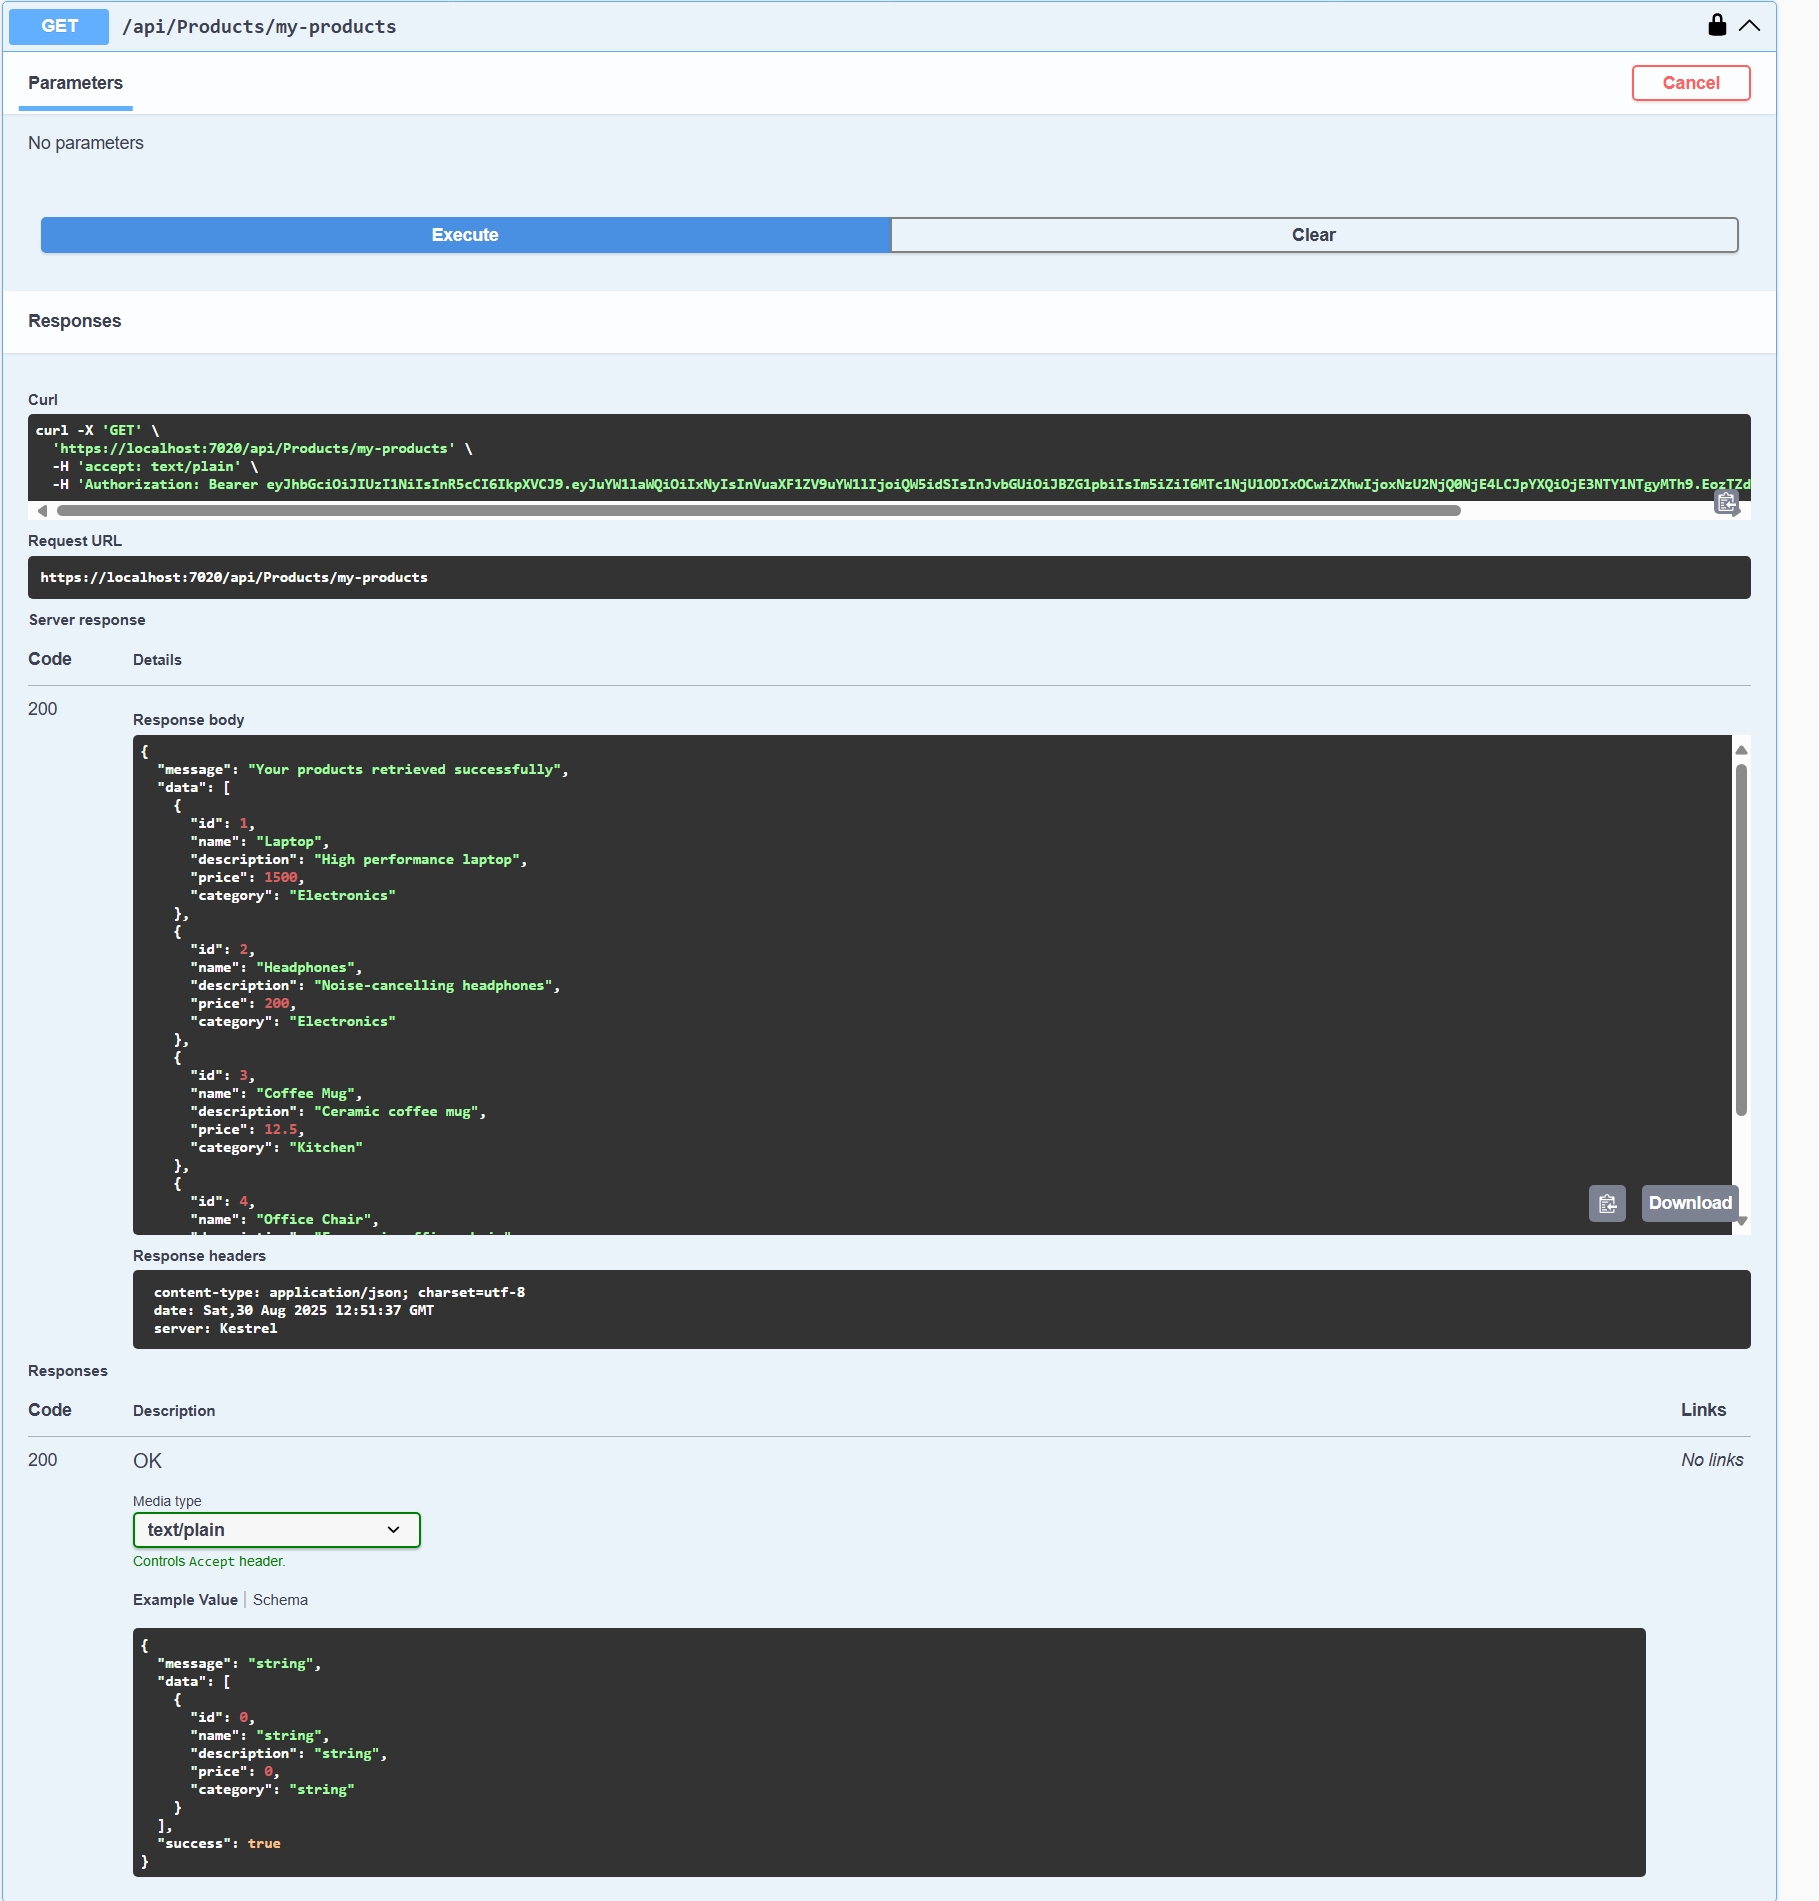 GET /api/Products/my-products
Parameters
Cancel
No parameters
Execute
Clear
Responses
Curl
curl -X 'GET' \
'https://localhost:7020/api/Products/my-products' \
-H 'accept: text/plain' \
-H 'Authorization: Bearer
Request URL
https://localhost:7020/api/Products/my-products
Server response
Code Details
200
Response body
{
"message": "Your products retrieved successfully",
"data": [
{
"id": 1,
"name": "Laptop",
"description": "High performance laptop",
"price": 1500,
"category": "Electronics"
},
{
"id": 2,
"name": "Headphones",
"description": "Noise-cancelling headphones",
"price": 200,
"category": "Electronics"
},
{
"id": 3,
"name": "Coffee Mug",
"description": "Ceramic coffee mug",
"price": 12.5,
"category": "Kitchen"
},
{
"id": 4,
"name": "Office Chair",
Download
Response headers
content-type: application/json; charset=utf-8
date: Sat,30 Aug 2025 12:51:37 GMT
server: Kestrel
Responses
Code Description Links
200 OK No links
Media type
text/plain
Controls Accept header.
Example Value Schema
{
"message": "string",
"data": [
{
"id": 0,
"name": "string",
"description": "string",
"price": 0,
"category": "string"
}
],
"success": true
}